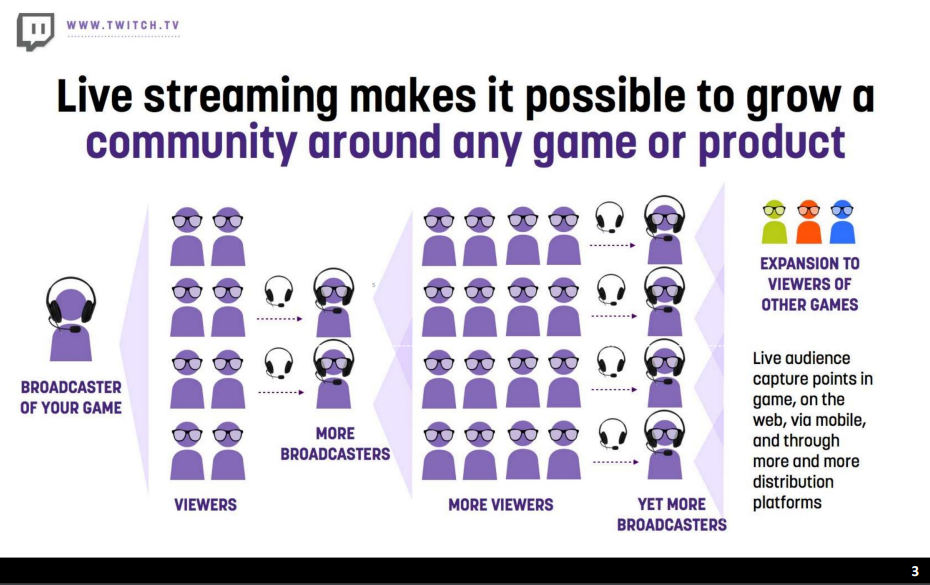 WWW.TWITCH.TV
Live streaming makes it possible to grow a
community around any game or product
BROADCASTER
OF YOUR GAME
VIEWERS
MORE
BROADCASTERS
MORE VIEWERS
YET MORE
BROADCASTERS
EXPANSION TO
VIEWERS OF
OTHER GAMES
Live audience
capture points in
game, on the
web, via mobile,
and through
more and more
distribution
platforms
3